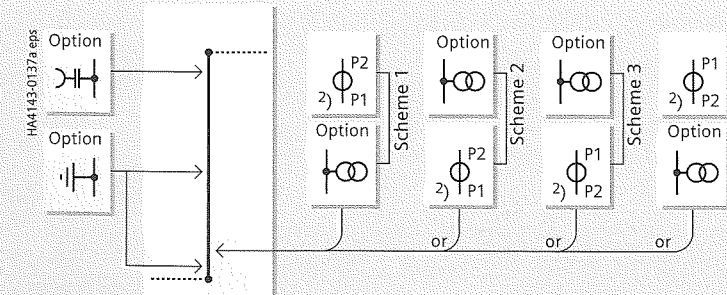 HA4143-0137a eps
Option
Option
P2
2) P1
Option
Scheme 1
Option
P2
2) P1
Scheme 2
Option
P1
2) P2
Scheme 3
P1
2) P2
Option
or
or
or